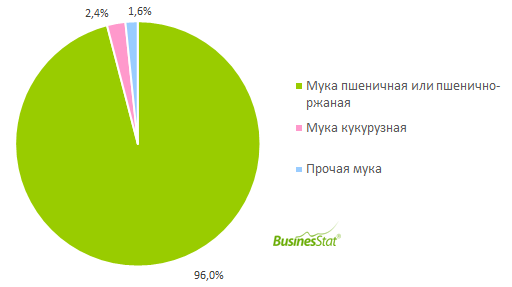 2,4%
1,6%
Мука пшеничная или пшенично-
ржаная
Мука кукурузная
Прочая мука
BusinesStat®
96,0%